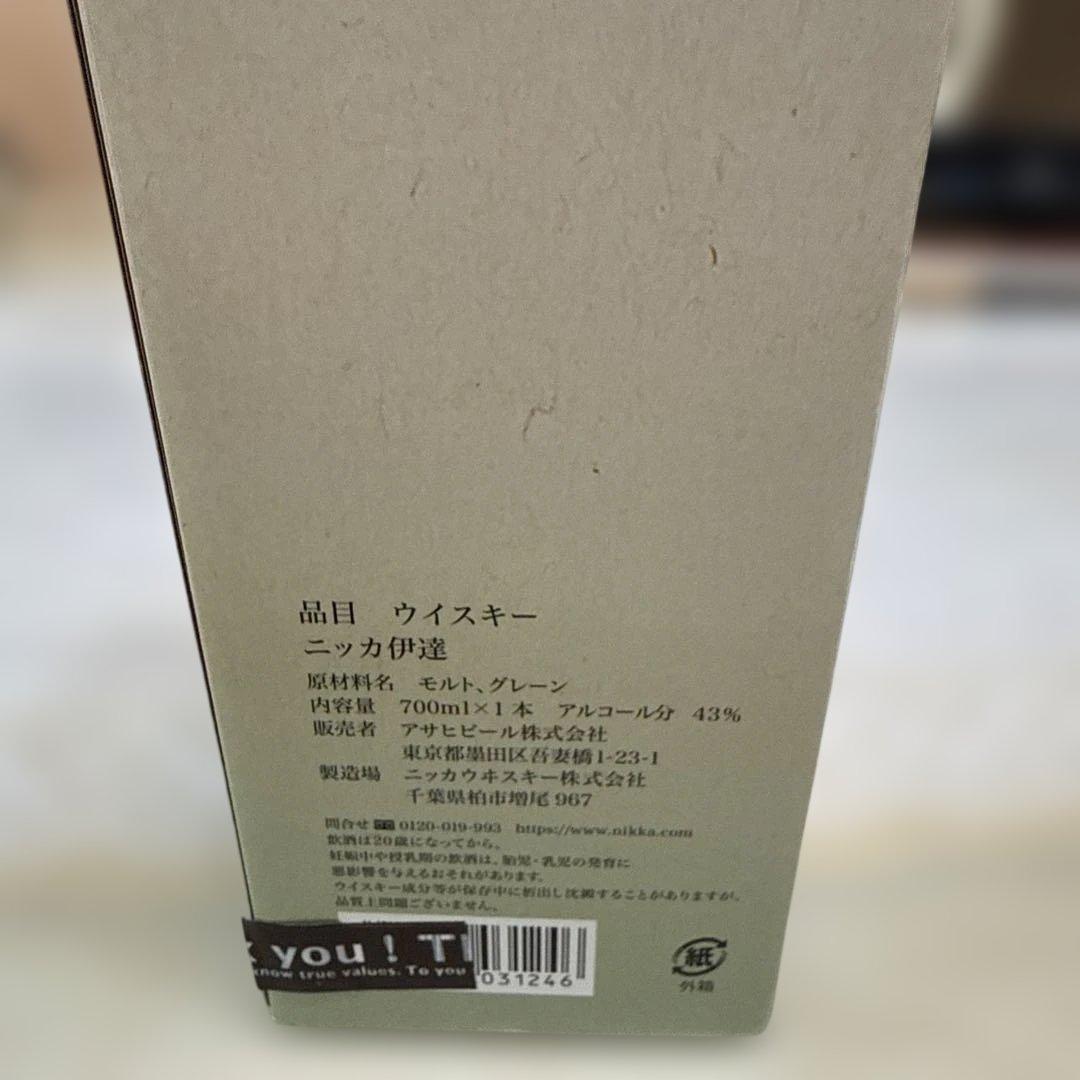 品目　ウイスキー
ニッカ伊達
原材料名　モルト、グレーン
内容量　700ml×1本　アルコール分　43%
販売者　アサヒビール株式会社
東京都墨田区吾妻橋1-23-1
製造場　ニッカウヰスキー株式会社
千葉県柏市増尾967
問合せ 0120-019-993　https://www.nikka.com
飲酒は20歳になってから。
妊娠中や授乳期の飲酒は、胎児・乳児の発育に
悪影響を与えるおそれがあります。
ウイスキー成分等が保存中に析出し沈澱することがありますが、
品質上問題ございません。
you! T
know true values. To you
031246
紙
外箱